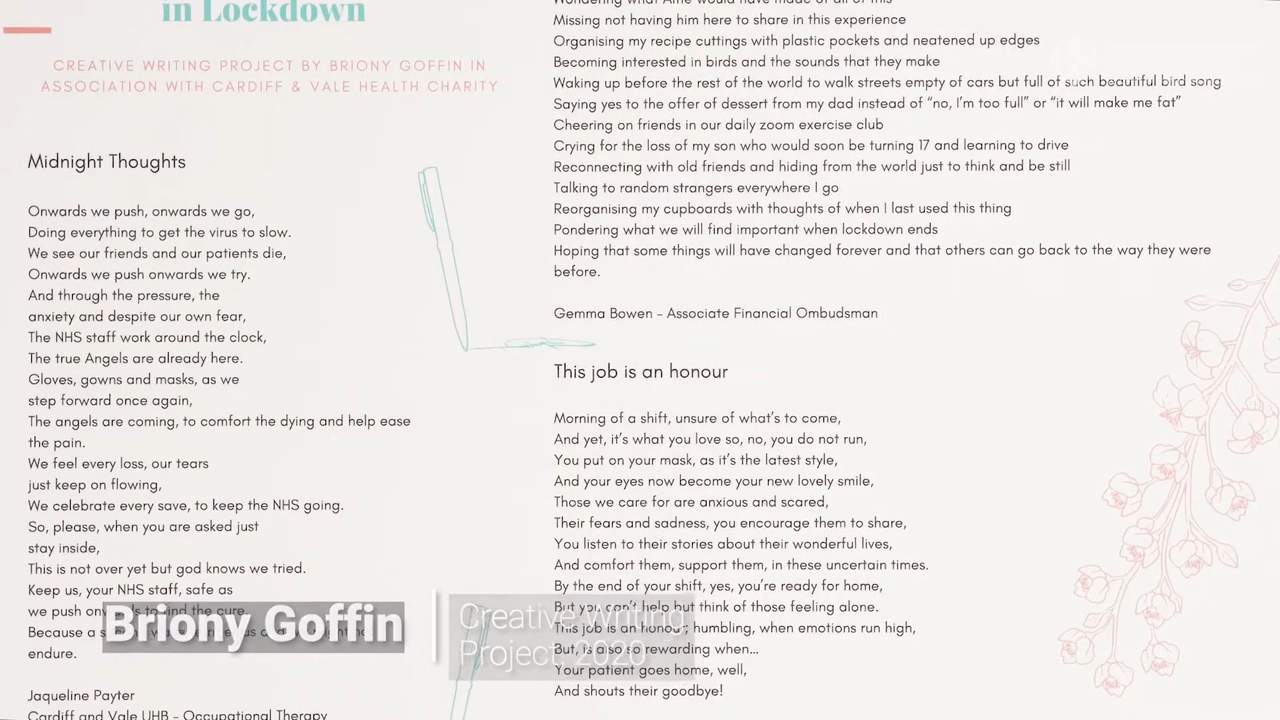 in Lockdown
CREATIVE WRITING PROJECT BY BRIONY GOFFIN IN
ASSOCIATION WITH CARDIFF & VALE HEALTH CHARITY
Midnight Thoughts
Onwards we push, onwards we go,
Doing everything to get the virus to slow.
We see our friends and our patients die,
Onwards we push onwards we try.
And through the pressure, the
anxiety and despite our own fear,
The NHS staff work around the clock,
The true Angels are already here.
Gloves, gowns and masks, as we
step forward once again,
The angels are coming, to comfort the dying and help ease
the pain.
We feel every loss, our tears
just keep on flowing,
We celebrate every save, to keep the NHS going.
So, please, when you are asked just
stay inside,
This is not over yet but god knows we tried.
Keep us, your NHS staff, safe as
we push onwards to find the cure,
Because a
endure.
Jaqueline Payter
Cardiff and Vale UHB - Occupational Therapy
Missing not having him here to share in this experience
Organising my recipe cuttings with plastic pockets and neatened up edges
Becoming interested in birds and the sounds that they make
Waking up before the rest of the world to walk streets empty of cars but full of such beautiful bird song
Saying yes to the offer of dessert from my dad instead of “no, I’m too full” or “it will make me fat”
Cheering on friends in our daily zoom exercise club
Crying for the loss of my son who would soon be turning 17 and learning to drive
Reconnecting with old friends and hiding from the world just to think and be still
Talking to random strangers everywhere I go
Reorganising my cupboards with thoughts of when I last used this thing
Pondering what we will find important when lockdown ends
Hoping that some things will have changed forever and that others can go back to the way they were
before.
Gemma Bowen - Associate Financial Ombudsman
This job is an honour
Morning of a shift, unsure of what’s to come,
And yet, it’s what you love so, no, you do not run,
You put on your mask, as it’s the latest style,
And your eyes now become your new lovely smile,
Those we care for are anxious and scared,
Their fears and sadness, you encourage them to share,
You listen to their stories about their wonderful lives,
And comfort them, support them, in these uncertain times.
By the end of your shift, yes, you’re ready for home,
But you can’t help but think of those feeling alone.
This job is an honour; humbling, when emotions run high,
But, is also so rewarding when...
Your patient goes home, well,
And shouts their goodbye!
Briony Goffin
Creative Writing
Project, 2020